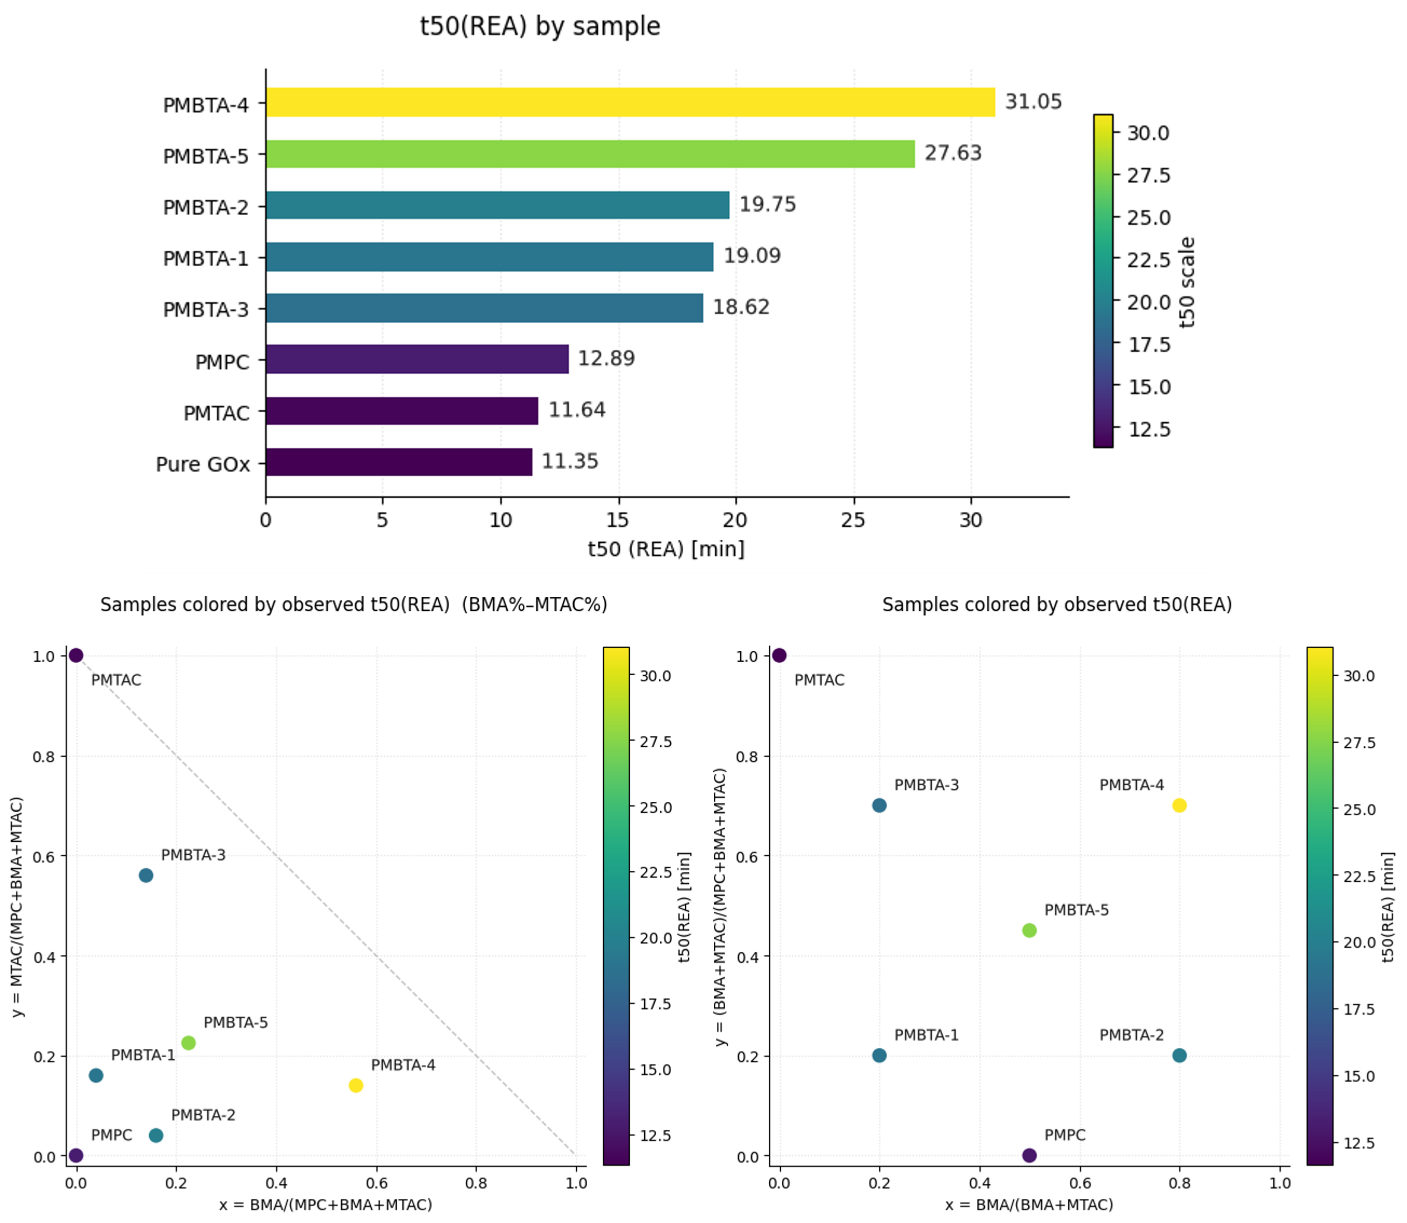 t50(REA) by sample
PMBTA-4
31.05
PMBTA-5
27.63
PMBTA-2
19.75
PMBTA-1
19.09
PMBTA-3
18.62
PMPC
12.89
PMTAC
11.64
Pure GOx
11.35
0 5 10 15 20 25 30
t50 (REA) [min]
30.0
27.5
25.0
22.5
20.0
17.5
15.0
12.5
t50 scale
Samples colored by observed t50(REA) (BMA%–MTAC%)
y = MTAC/(MPC+BMA+MTAC)
1.0
0.8
0.6
0.4
0.2
0.0
PMTAC
PMBTA-3
PMBTA-5
PMBTA-1
PMBTA-4
PMBTA-2
PMPC
0.0 0.2 0.4 0.6 0.8 1.0
x = BMA/(MPC+BMA+MTAC)
30.0
27.5
25.0
22.5
20.0
17.5
15.0
12.5
t50(REA) [min]
Samples colored by observed t50(REA)
y = (BMA+MTAC)/(MPC+BMA+MTAC)
1.0
0.8
0.6
0.4
0.2
0.0
PMTAC
PMBTA-3
PMBTA-4
PMBTA-5
PMBTA-1
PMBTA-2
PMPC
0.0 0.2 0.4 0.6 0.8 1.0
x = BMA/(BMA+MTAC)
30.0
27.5
25.0
22.5
20.0
17.5
15.0
12.5
t50(REA) [min]